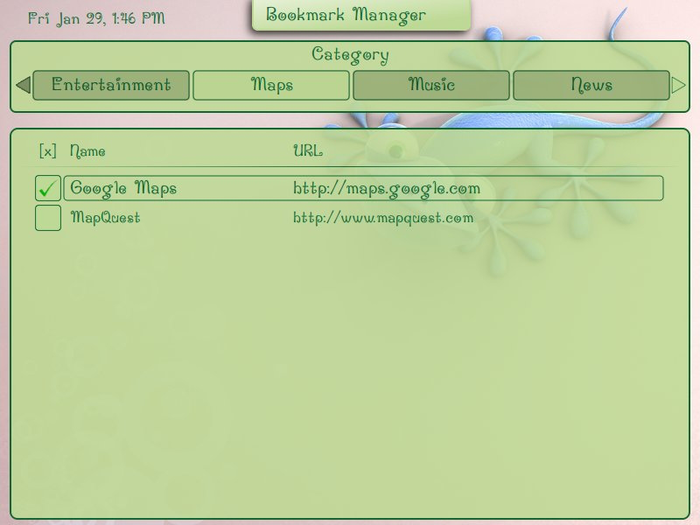 Fri Jan 29, 1:46 PM
Bookmark Manager
Category
Entertainment Maps Music News
[x] Name URL
Google Maps http://maps.google.com
MapQuest http://www.mapquest.com